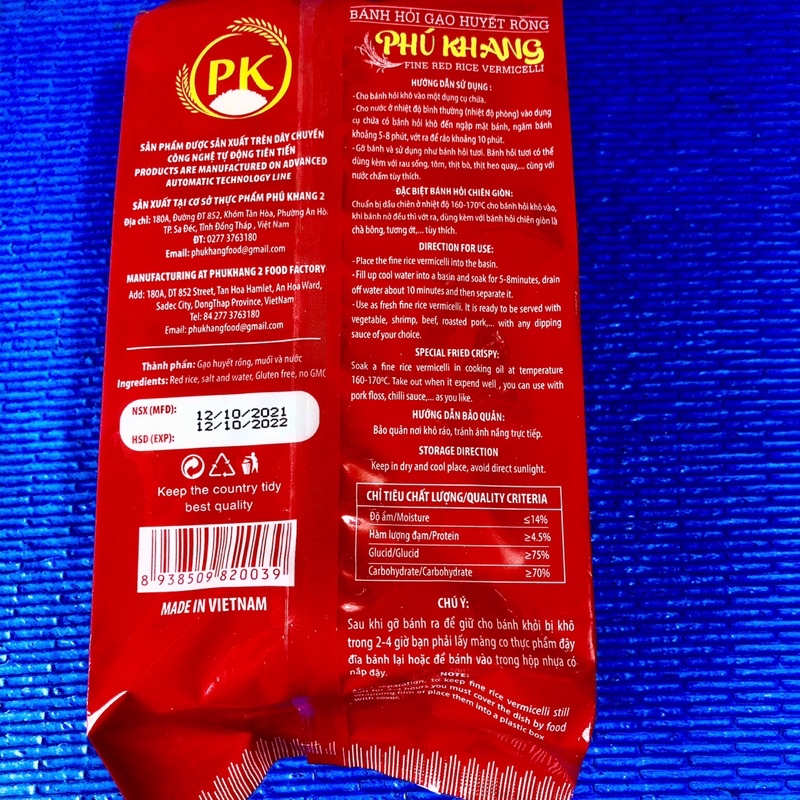 PK
SẢN PHẨM ĐƯỢC SẢN XUẤT TRÊN DÂY CHUYỀN
CÔNG NGHỆ TỰ ĐỘNG TIÊN TIẾN
PRODUCTS ARE MANUFACTURED ON ADVANCED
AUTOMATIC TECHNOLOGY LINE
SẢN XUẤT TẠI CƠ SỞ THỰC PHẨM PHÚ KHANG 2
Địa chỉ: 180A, Đường ĐT 852, Khóm Tân Hòa, Phường An Hò
TP. Sa Đéc, Tỉnh Đồng Tháp , Việt Nam
ĐT: 0277 3763180
Email: phukhangfood@gmail.com
MANUFACTURING AT PHUKHANG 2 FOOD FACTORY
Add: 180A, DT 852 Street, Tan Hoa Hamlet, An Hoa Ward,
Sadec City, DongThap Province, VietNam
Tel: 84 277 3763180
Email: phukhangfood@gmail.com
Thành phần: Gạo huyết rồng, muối và nước
Ingredients: Red rice, salt and water, Gluten free, no GMO
NSX (MFD): 12/10/2021
HSD (EXP): 12/10/2022
Keep the country tidy
best quality
8 938509 820039
MADE IN VIETNAM
BÁNH HỎI GẠO HUYẾT RỒNG
PHÚ KHANG
FINE RED RICE VERMICELLI
HƯỚNG DẪN SỬ DỤNG :
-Cho bánh hỏi khô vào một dụng cụ chứa.
-Cho nước ở nhiệt độ bình thường (nhiệt độ phòng) vào dụng
cụ chứa có bánh hỏi khô đến ngập mặt bánh, ngâm bánh
khoảng 5-8 phút, vớt ra để ráo khoảng 10 phút.
-Gỡ bánh và sử dụng như bánh hỏi tươi. Bánh hỏi tươi có thể
dùng kèm với rau sống, tôm, thịt bò, thịt heo quay,... cùng với
nước chấm tùy thích.
ĐẶC BIỆT BÁNH HỎI CHIÊN GIÒN:
Chuẩn bị dầu chiên ở nhiệt độ 160-170ºC cho bánh hỏi khô vào,
khi bánh nở đều thì vớt ra, dùng kèm với bánh hỏi chiên giòn là
chà bông, tương ớt,... tùy thích.
DIRECTION FOR USE:
- Place the fine rice vermicelli into the basin.
-Fill up cool water into a basin and soak for 5-8minutes, drain
off water about 10 minutes and then separate it.
-Use as fresh fine rice vermicelli. It is ready to be served with
vegetable, shrimp, beef, roasted pork,... with any dipping
sauce of your choice.
SPECIAL FRIED CRISPY:
Soak a fine rice vermicelli in cooking oil at temperature
160-170ºC. Take out when it expend well , you can use with
pork floss, chilli sauce,... as you like.
HƯỚNG DẪN BẢO QUẢN:
Bảo quản nơi khô ráo, tránh ánh nắng trực tiếp.
STORAGE DIRECTION
Keep in dry and cool place, avoid direct sunlight.
CHỈ TIÊU CHẤT LƯỢNG/QUALITY CRITERIA
Độ ẩm/Moisture ≤14%
Hàm lượng đạm/Protein ≥4.5%
Glucid/Glucid ≥75%
Carbohydrate/Carbohydrate ≥70%
CHÚ Ý:
Sau khi gỡ bánh ra để giữ cho bánh khỏi bị khô
trong 2-4 giờ bạn phải lấy màng co thực phẩm đậy
đĩa bánh lại hoặc để bánh vào trong hộp nhựa có
nắp đậy.
NOTE:
separation, to keep fine rice vermicelli still
2-4 hours you must cover the dish by food
wrapping film or place them into a plastic box
with cover.